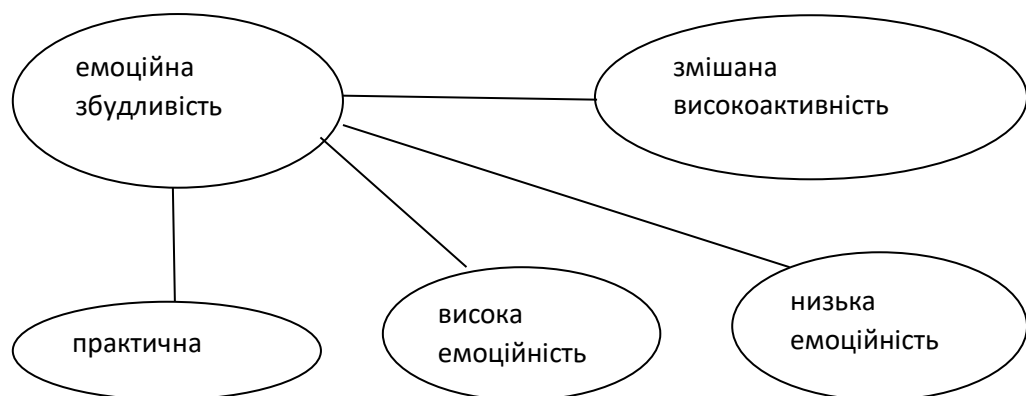 емоційна
збудливість
змішана
високоактивність
практична
висока
емоційність
низька
емоційність